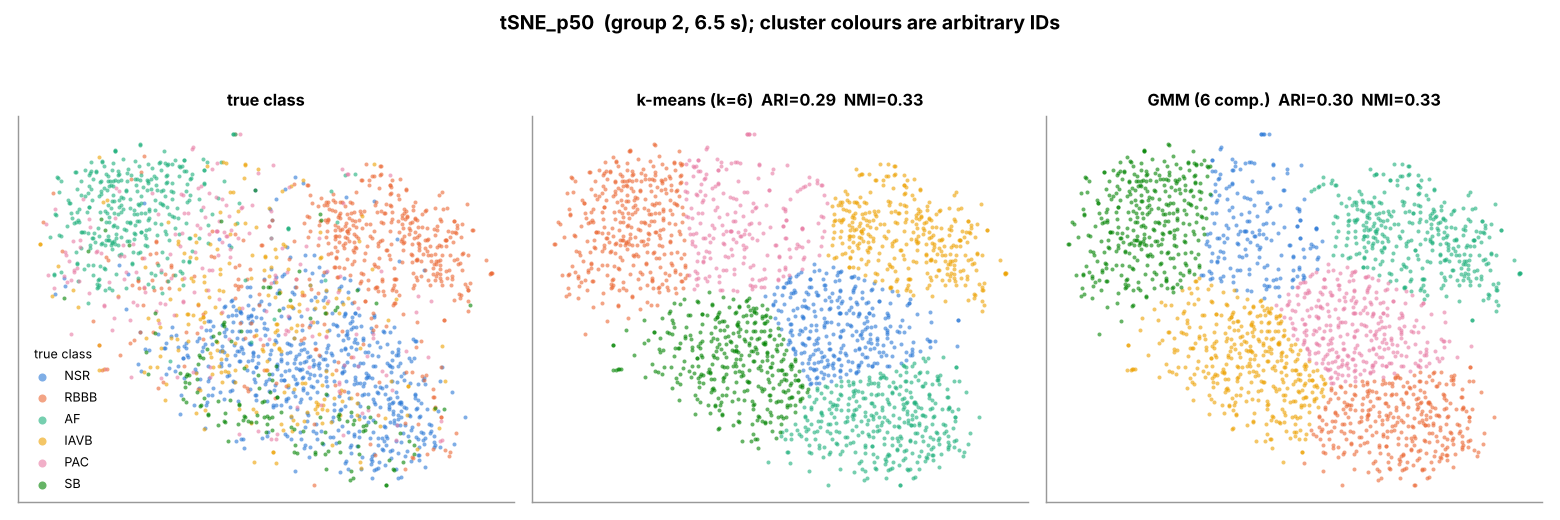 tSNE_p50 (group 2, 6.5 s); cluster colours are arbitrary IDs
true class
k-means (k=6) ARI=0.29 NMI=0.33
GMM (6 comp.) ARI=0.30 NMI=0.33
true class
NSR
RBBB
AF
IAVB
PAC
SB